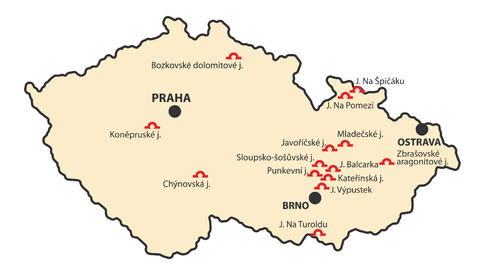 Bozkovské dolomitové j.
J. Na Špičáku
PRAHA
J. Na Pomezí
Koněpruské j.
Mladečské j.
OSTRAVA
Javoříčské j.
Zbrašovské
aragonitové j.
Sloupsko-šošůvské j.
J. Balcarka
Punkevní j.
Kateřinská j.
Chýnovská j.
J. Výpustek
BRNO
J. Na Turoldu